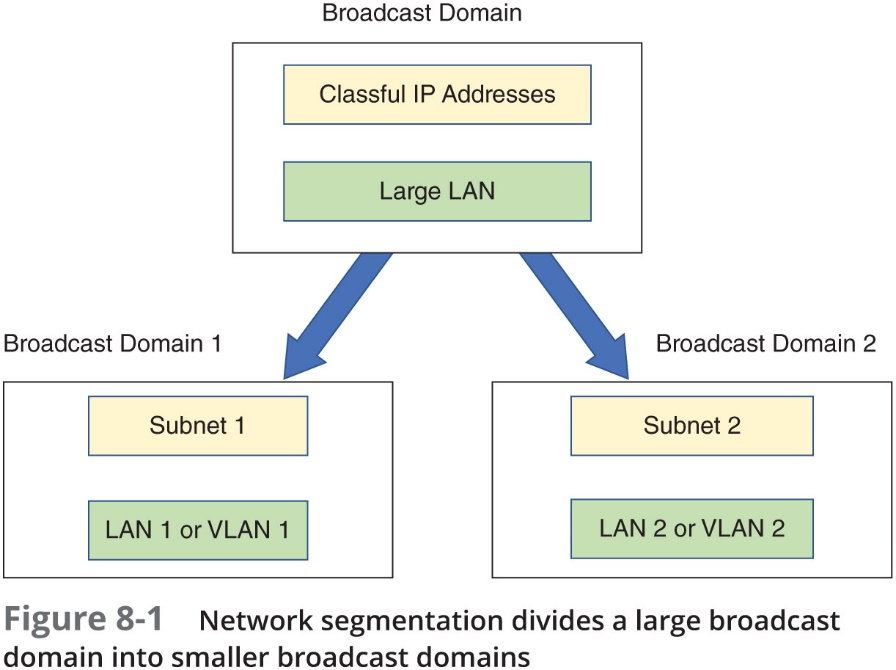 Broadcast Domain
Classful IP Addresses
Large LAN
Broadcast Domain 1
Broadcast Domain 2
Subnet 1
Subnet 2
LAN 1 or VLAN 1
LAN 2 or VLAN 2
Figure 8-1 Network segmentation divides a large broadcast
domain into smaller broadcast domains